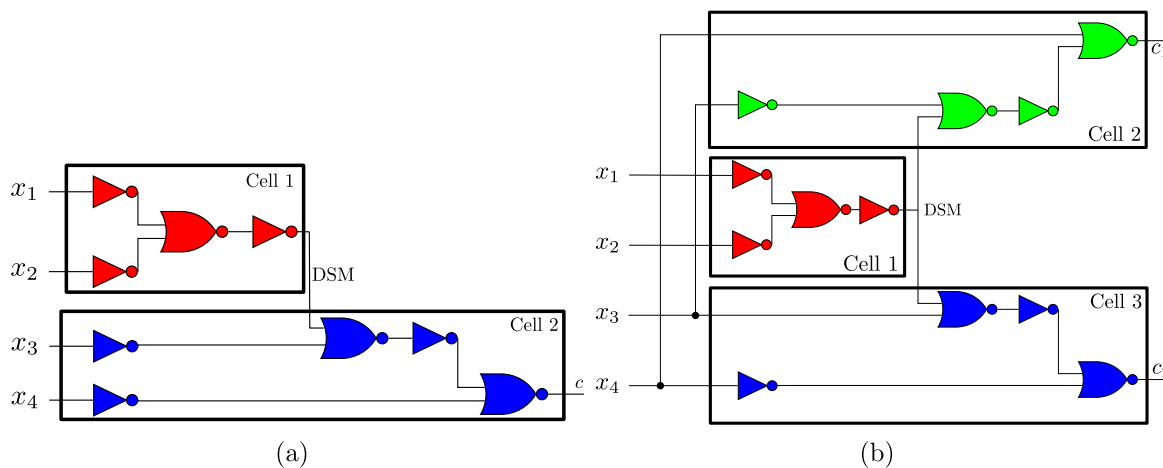 Cell 1
x₁
x₂
DSM
Cell 2
x₃
x₄
c
(a)
Cell 2
x₁
DSM
x₂
Cell 1
Cell 3
x₃
x₄
(b)